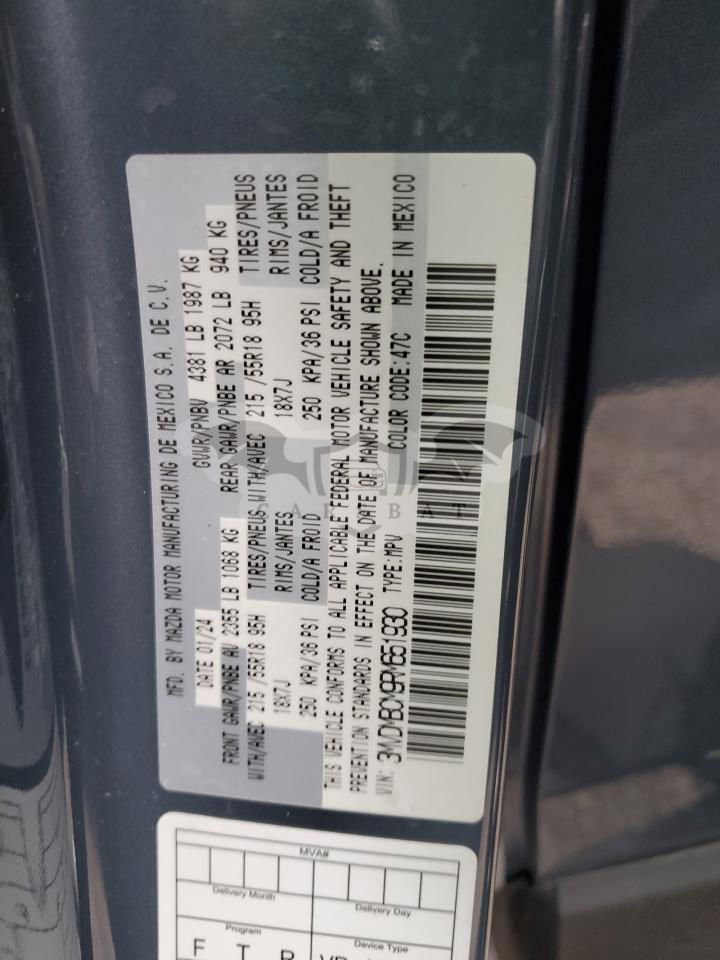 MFD. BY MAZDA MOTOR MANUFACTURING DE MEXICO S.A. DE C.V.
DATE 01/24 GVWR/PNBV 4381 LB 1987 KG
FRONT GAWR/PNBE AV 2355 LB 1068 KG REAR GAWR/PNBE AR 2072 LB 940 KG
WITH/AVEC 215 /55R18 95H TIRES/PNEUS WITH/AVEC 215 /55R18 95H TIRES/PNEUS
18X7J RIMS/JANTES 18X7J RIMS/JANTES
250 KPA/36 PSI COLD/A FROID 250 KPA/36 PSI COLD/A FROID
THIS VEHICLE CONFORMS TO ALL APPLICABLE FEDERAL MOTOR VEHICLE SAFETY AND THEFT
PREVENTION STANDARDS IN EFFECT ON THE DATE OF MANUFACTURE SHOWN ABOVE.
VIN: 3MVDMBCM9RM651930 TYPE:MPV COLOR CODE:47C MADE IN MEXICO
CAR BAT
MVA#
Delivery Month Delivery Day
Program Device Type
F T R